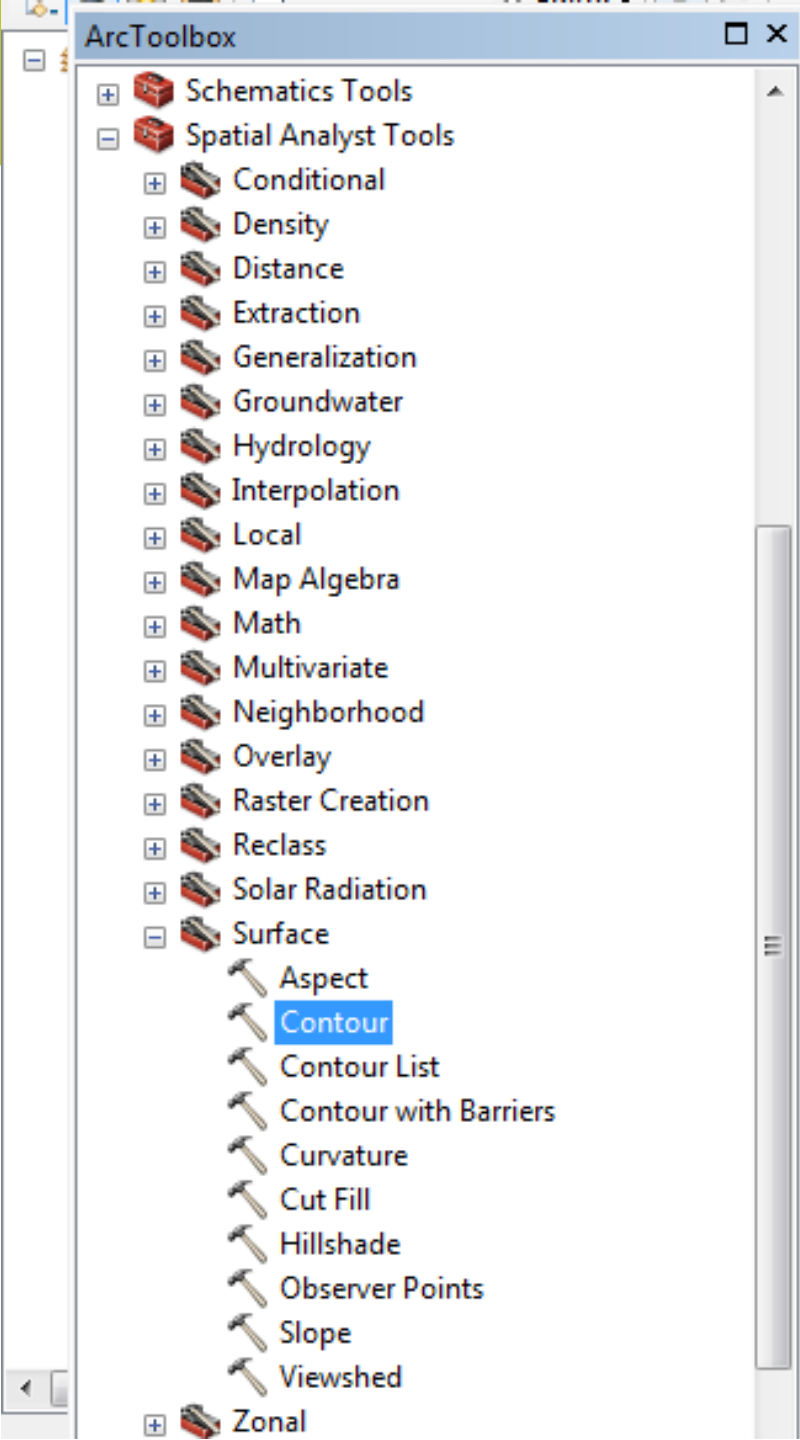 ArcToolbox
Schematics Tools
Spatial Analyst Tools
Conditional
Density
Distance
Extraction
Generalization
Groundwater
Hydrology
Interpolation
Local
Map Algebra
Math
Multivariate
Neighborhood
Overlay
Raster Creation
Reclass
Solar Radiation
Surface
Aspect
Contour
Contour List
Contour with Barriers
Curvature
Cut Fill
Hillshade
Observer Points
Slope
Viewshed
Zonal